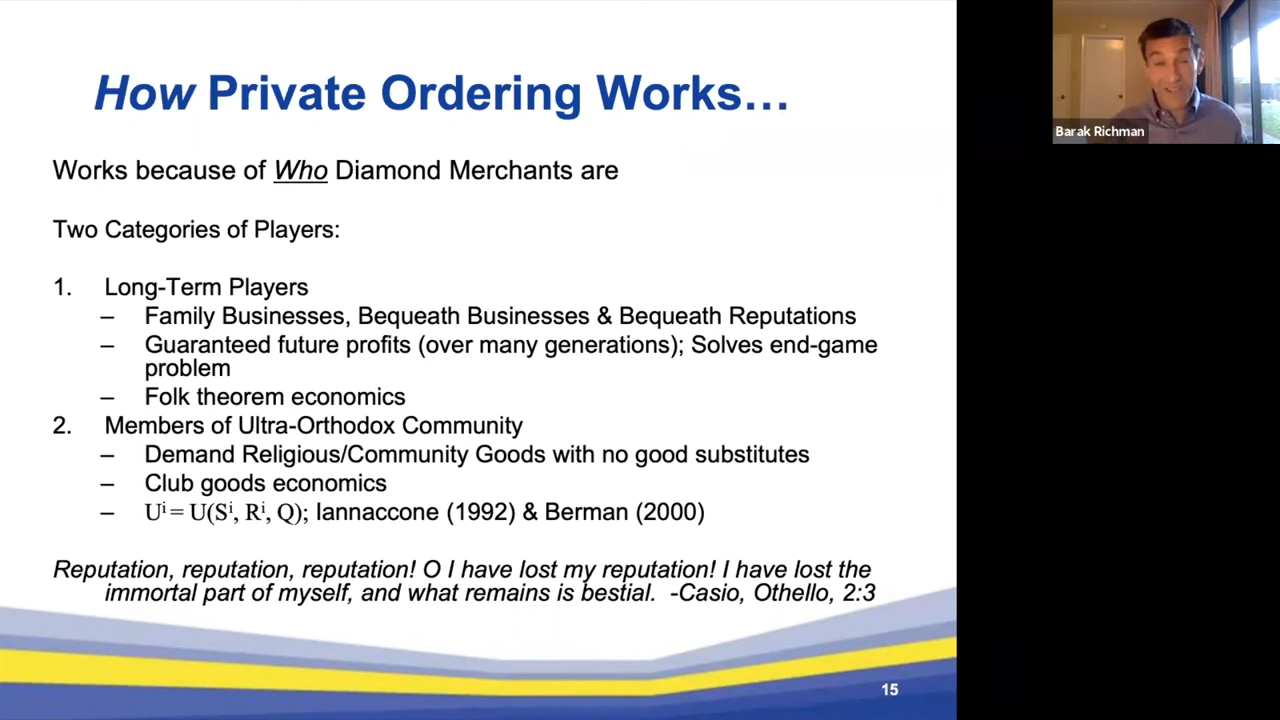 How Private Ordering Works…
Barak Richman
Works because of Who Diamond Merchants are
Two Categories of Players:
1. Long-Term Players
– Family Businesses, Bequeath Businesses & Bequeath Reputations
– Guaranteed future profits (over many generations); Solves end-game
problem
– Folk theorem economics
2. Members of Ultra-Orthodox Community
– Demand Religious/Community Goods with no good substitutes
– Club goods economics
– Uⁱ = U(Sⁱ, Rⁱ, Q); Iannaccone (1992) & Berman (2000)
Reputation, reputation, reputation! O I have lost my reputation! I have lost the
immortal part of myself, and what remains is bestial. -Casio, Othello, 2:3
15